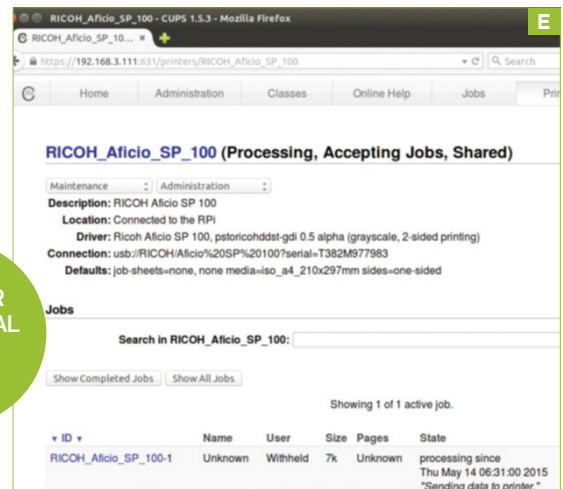 RICOH_Aficio_SP_100 - CUPS 1.5.3 - Mozilla Firefox
E
RICOH_Aficio_SP_10... ×
https://192.168.3.111:631/printers/RICOH_Aficio_SP_100
Search
Home Administration Classes Online Help Jobs Prin
RICOH_Aficio_SP_100 (Processing, Accepting Jobs, Shared)
Maintenance Administration
Description: RICOH Aficio SP 100
Location: Connected to the RPi
Driver: Ricoh Aficio SP 100, pstoricohddst-gdi 0.5 alpha (grayscale, 2-sided printing)
Connection: usb://RICOH/Aficio%20SP%20100?serial=T382M977983
Defaults: job-sheets=none, none media=iso_a4_210x297mm sides=one-sided
R
AL
Jobs
Search in RICOH_Aficio_SP_100:
Show Completed Jobs Show All Jobs
Showing 1 of 1 active job.
▼ ID ▼ Name User Size Pages State
RICOH_Aficio_SP_100-1 Unknown Withheld 7k Unknown processing since
Thu May 14 06:31:00 2015
"Sending data to printer."